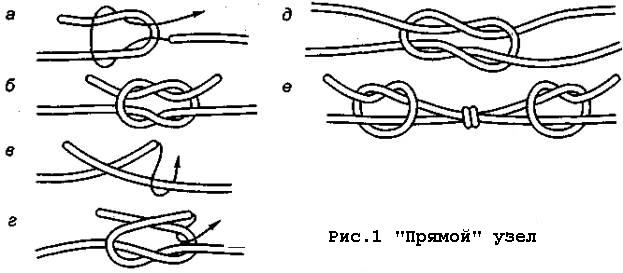 а
б
в
г
д
е
Рис.1 "Прямой" узел